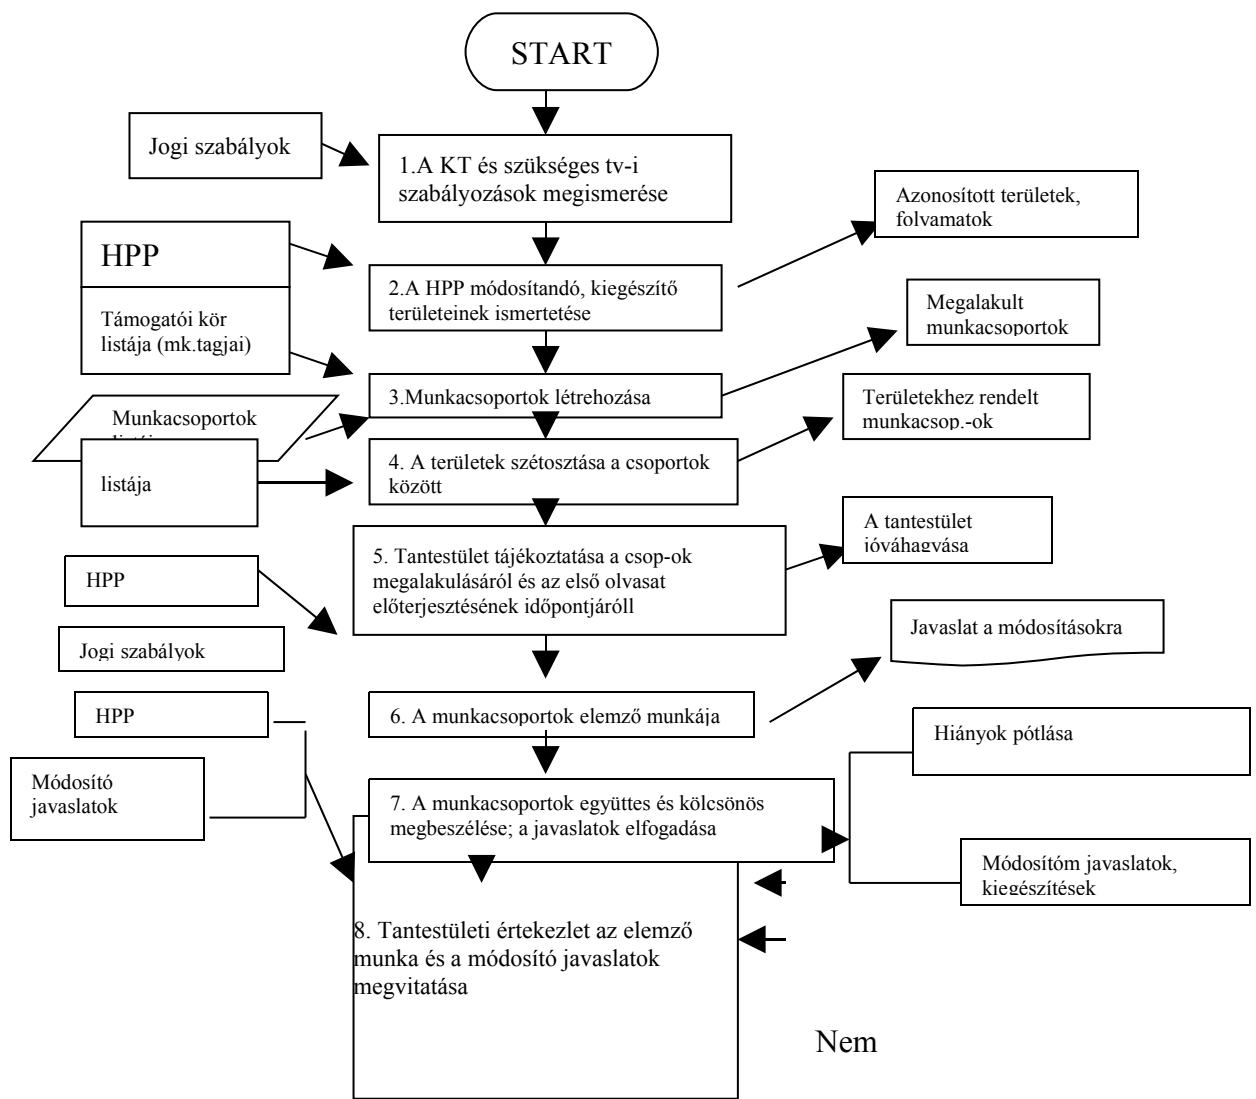 START
Jogi szabályok
1.A KT és szükséges tv-i
szabályozások megismerése
Azonosított területek,
folyamatok
HPP
2.A HPP módosítandó, kiegészítő
területeinek ismertetése
Megalakult
munkacsoportok
Támogatói kör
listája (mk.tagjai)
3.Munkacsoportok létrehozása
Területekhez rendelt
munkacsop.-ok
Munkacsoportok
listája
4. A területek szétosztása a csoportok
között
A tantestület
jóváhagyása
5. Tantestület tájékoztatása a csop-ok
megalakulásáról és az első olvasat
előterjesztésének időpontjáróll
HPP
Jogi szabályok
Javaslat a módosításokra
HPP
6. A munkacsoportok elemző munkája
Hiányok pótlása
Módosító
javaslatok
7. A munkacsoportok együttes és kölcsönös
megbeszélése; a javaslatok elfogadása
Módosítóm javaslatok,
kiegészítések
8. Tantestületi értekezlet az elemző
munka és a módosító javaslatok
megvitatása
Nem